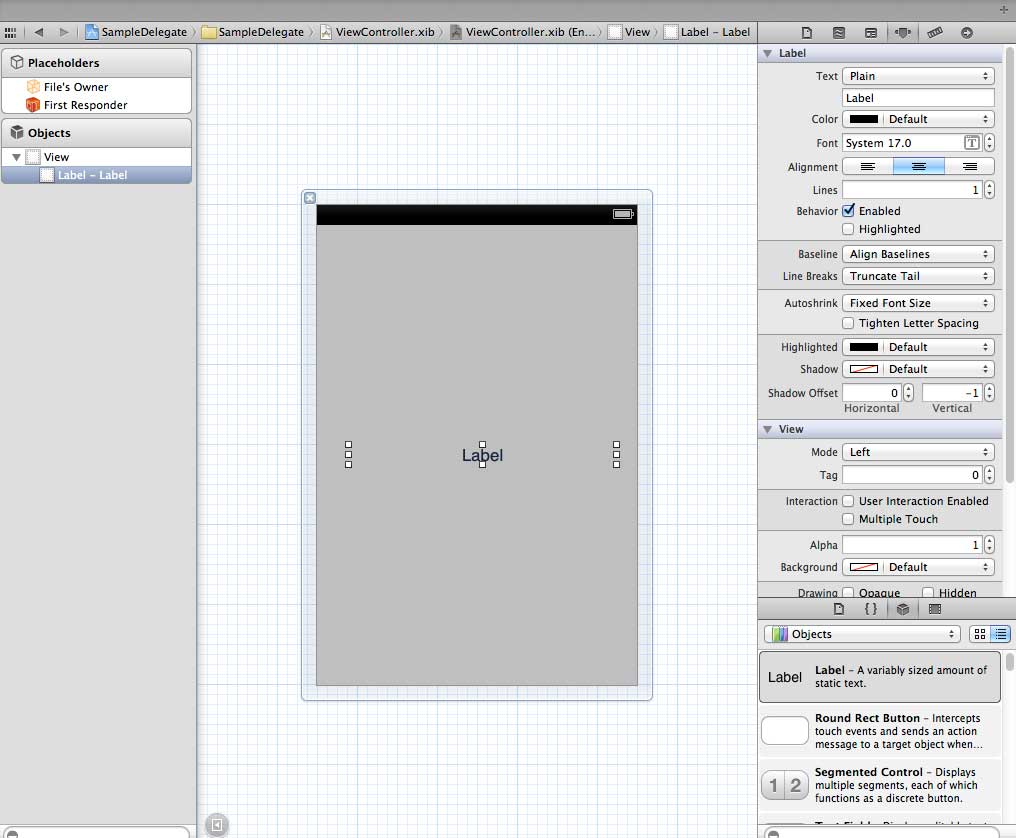 SampleDelegate SampleDelegate ViewController.xib ViewController.xib (En... View Label – Label
Placeholders
File's Owner
First Responder
Objects
View
Label – Label
Label
Label
Text Plain
Label
Color Default
Font System 17.0 T
Alignment
Lines 1
Behavior Enabled
Highlighted
Baseline Align Baselines
Line Breaks Truncate Tail
Autoshrink Fixed Font Size
Tighten Letter Spacing
Highlighted Default
Shadow Default
Shadow Offset 0 -1
Horizontal Vertical
View
Mode Left
Tag 0
Interaction User Interaction Enabled
Multiple Touch
Alpha 1
Background Default
Drawing Opaque Hidden
{ }
Objects
Label
Label – A variably sized amount of
static text.
Round Rect Button – Intercepts
touch events and sends an action
message to a target object when...
1 2
Segmented Control – Displays
multiple segments, each of which
functions as a discrete button.